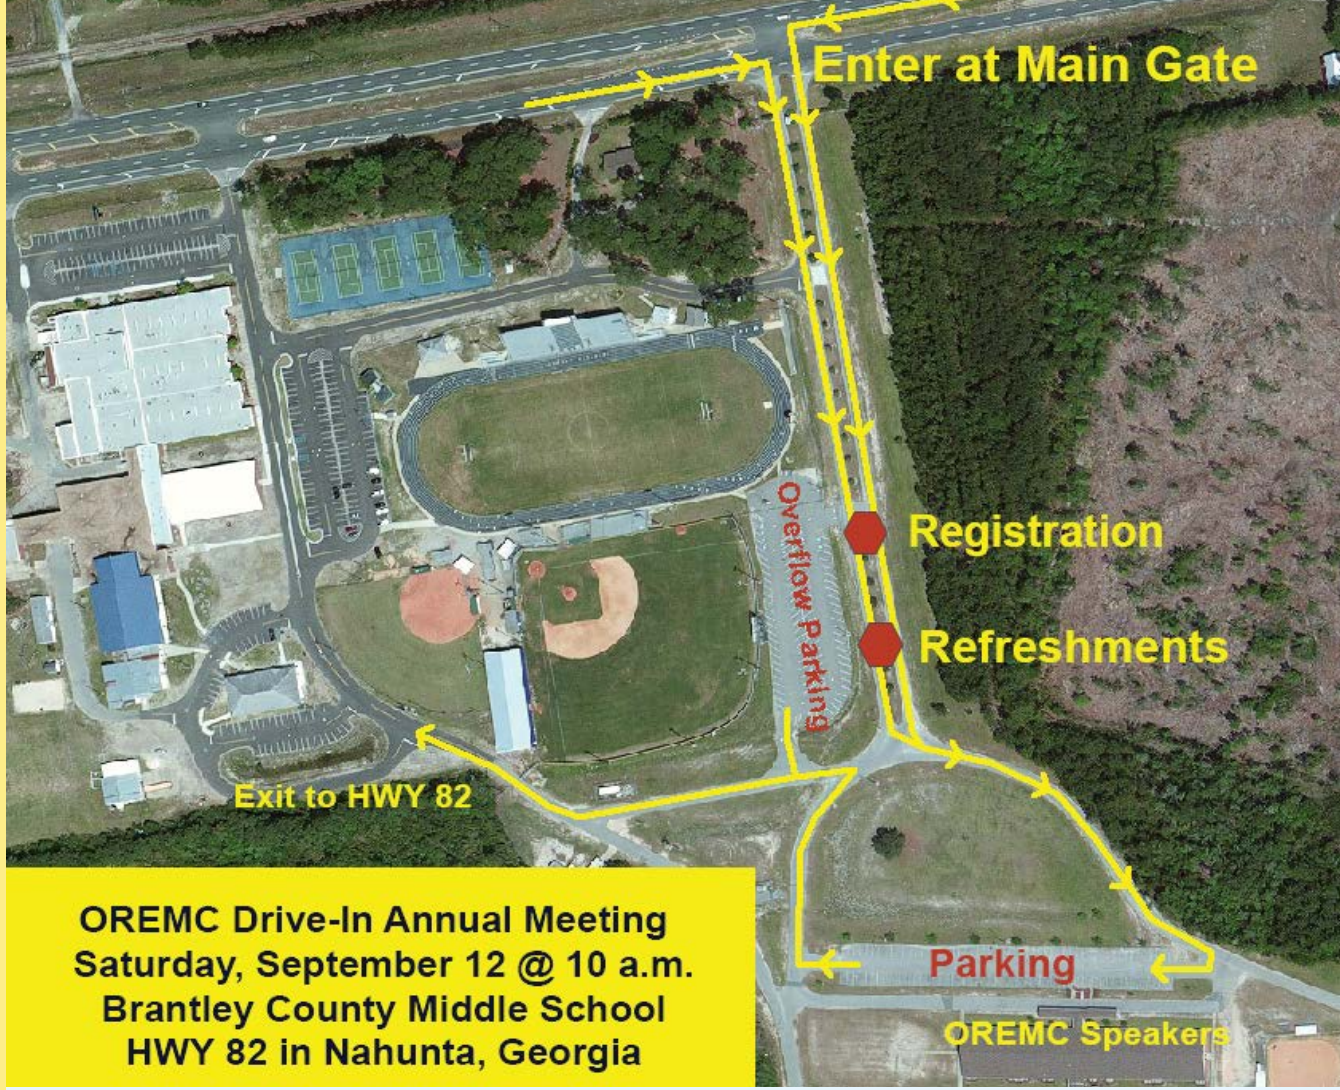 Enter at Main Gate
Overflow Parking
Registration
Refreshments
Exit to HWY 82
Parking
OREMC Speakers
OREMC Drive-In Annual Meeting
Saturday, September 12 @ 10 a.m.
Brantley County Middle School
HWY 82 in Nahunta, Georgia